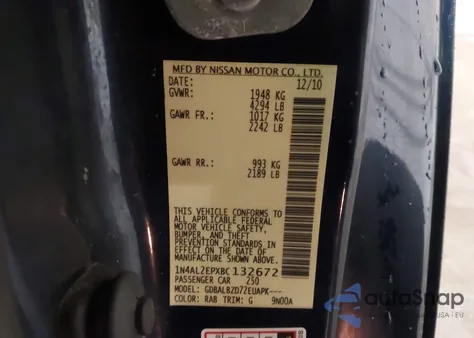 MFD BY NISSAN MOTOR CO., LTD.
DATE: 12/10
GVWR: 1948 KG
4294 LB
GAWR FR.: 1017 KG
2242 LB
GAWR RR.: 993 KG
2189 LB
THIS VEHICLE CONFORMS TO
ALL APPLICABLE FEDERAL
MOTOR VEHICLE SAFETY,
BUMPER, AND THEFT
PREVENTION STANDARDS
IN EFFECT ON THE DATE OF
MANUFACTURE SHOWN ABOVE.
1N4AL2EPXBC132672
PASSENGER CAR 250
MODEL: GDBALBZD72EUAPK---
COLOR: RAB TRIM: G 9N00A
AutoSnap
USA - EU